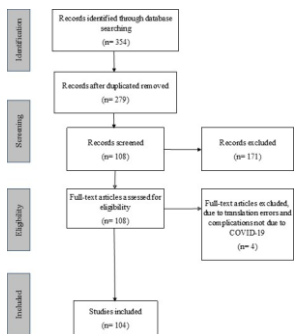 Identification
Records identified through database
searching
(n= 354)
Records after duplicated removed
(n= 279)
Screening
Records screened
(n= 108)
Records excluded
(n= 171)
Eligibility
Full-text articles assessed for
eligibility
(n= 108)
Full-text articles excluded,
due to translation errors and
complications not due to
COVID-19
(n= 4)
Included
Studies included
(n= 104)